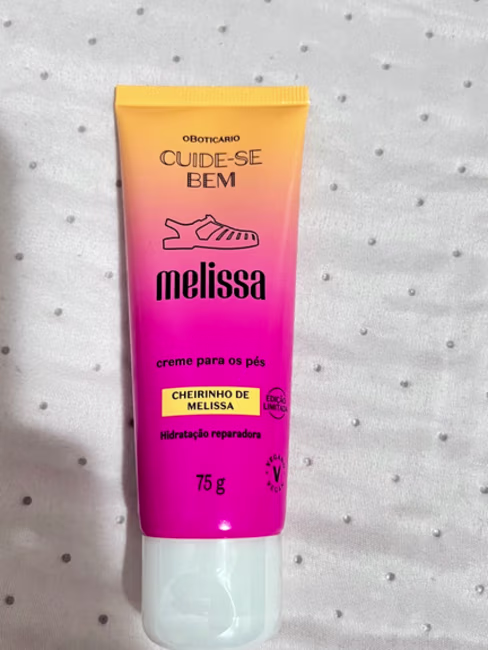 oBoticário
CUIDE-SE
BEM
melissa
creme para os pés
CHEIRINHO DE
MELISSA
EDIÇÃO
LIMITADA
Hidratação reparadora
75 g